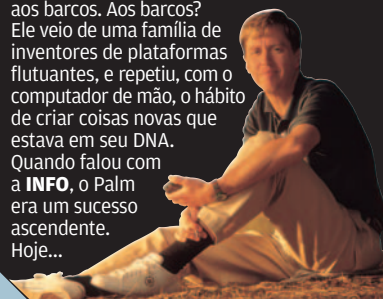 aos barcos. Aos barcos?
Ele veio de uma família de
inventores de plataformas
flutuantes, e repetiu, com o
computador de mão, o hábito
de criar coisas novas que
estava em seu DNA.
Quando falou com
a INFO, o Palm
era um sucesso
ascendente.
Hoje...